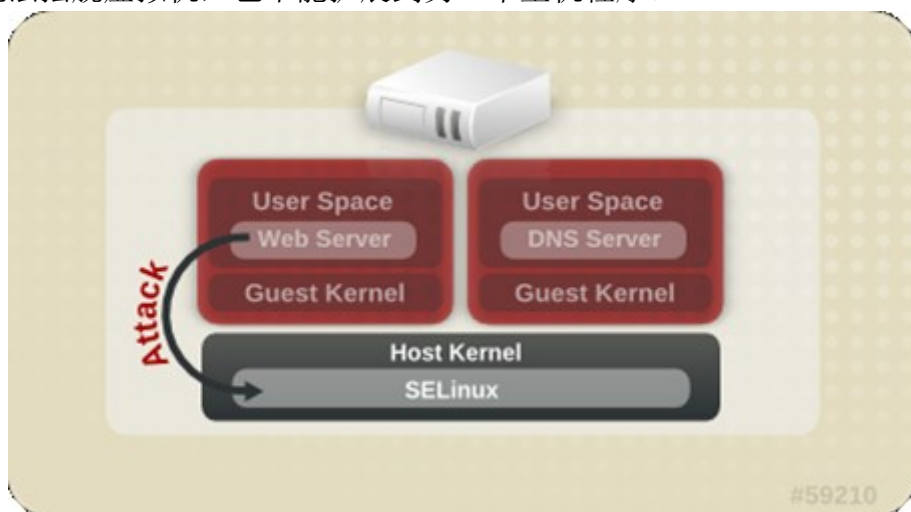 User Space
Web Server
Guest Kernel
User Space
DNS Server
Guest Kernel
Attack
Host Kernel
SELinux
#59210